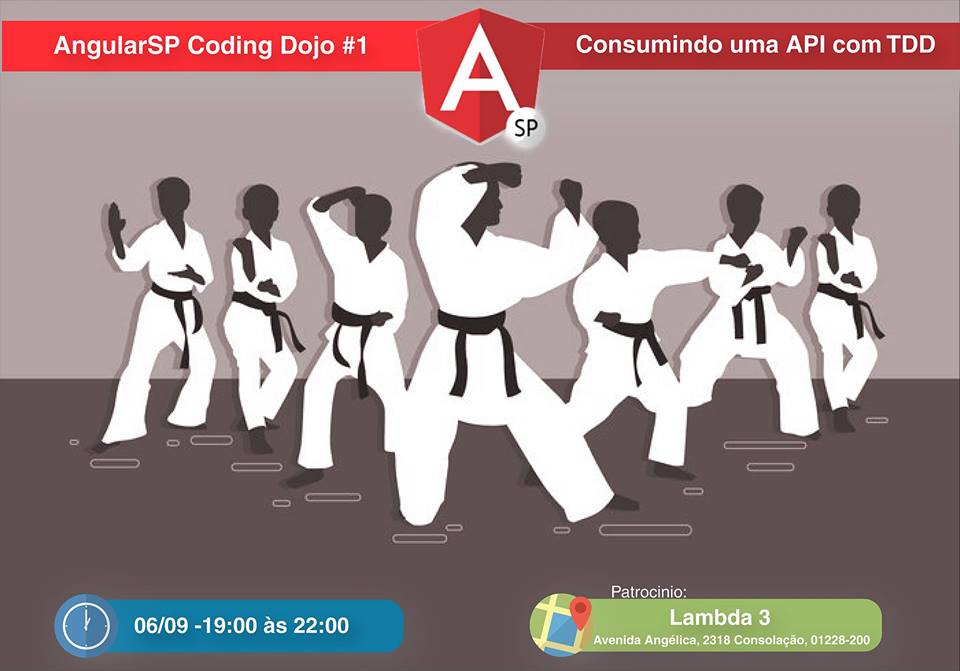 AngularSP Coding Dojo #1
Consumindo uma API com TDD
A
SP
06/09 -19:00 às 22:00
Patrocinio:
Lambda 3
Avenida Angélica, 2318 Consolação, 01228-200